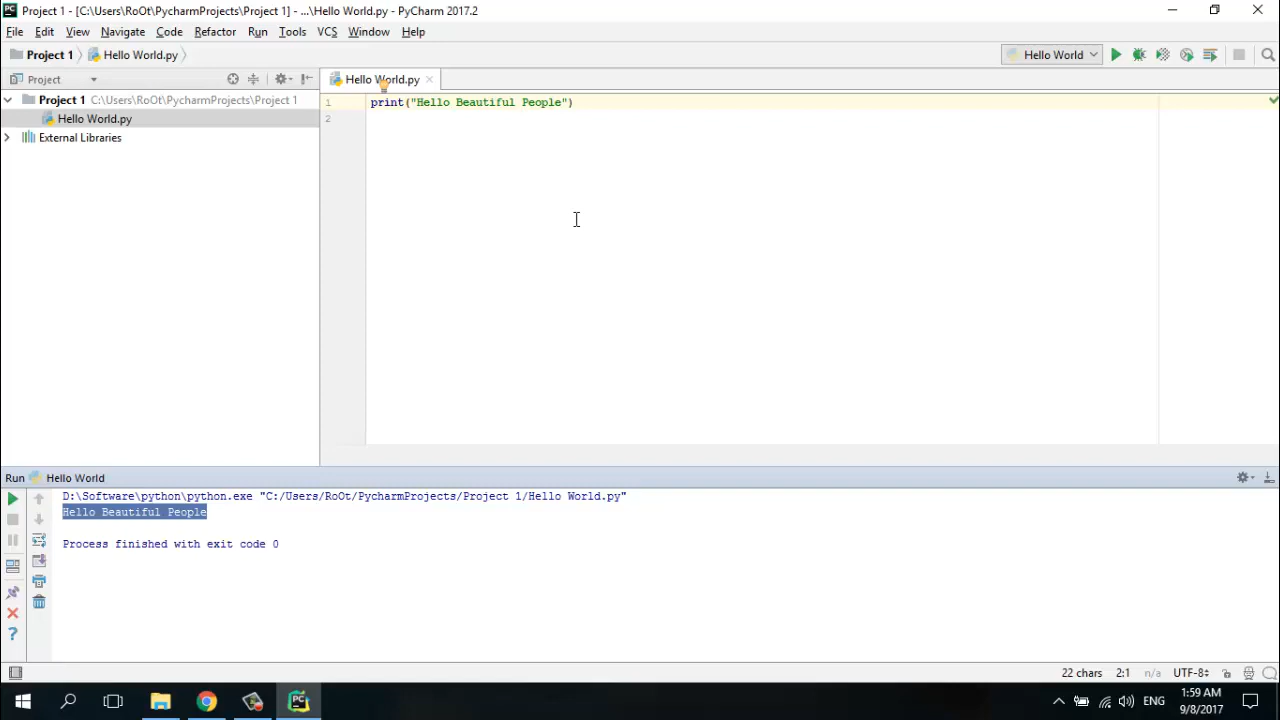 Project 1 - [C:\Users\RoOt\PycharmProjects\Project 1] - ...\Hello World.py - PyCharm 2017.2
File Edit View Navigate Code Refactor Run Tools VCS Window Help
Project 1 Hello World.py Hello World
Project Hello World.py
Project 1 C:\Users\RoOt\PycharmProjects\Project 1
Hello World.py
External Libraries
1 print("Hello Beautiful People")
2
Run Hello World
D:\Software\python\python.exe "C:/Users/RoOt/PycharmProjects/Project 1/Hello World.py"
Hello Beautiful People
Process finished with exit code 0
22 chars 2:1 n/a UTF-8
ENG 1:59 AM
9/8/2017